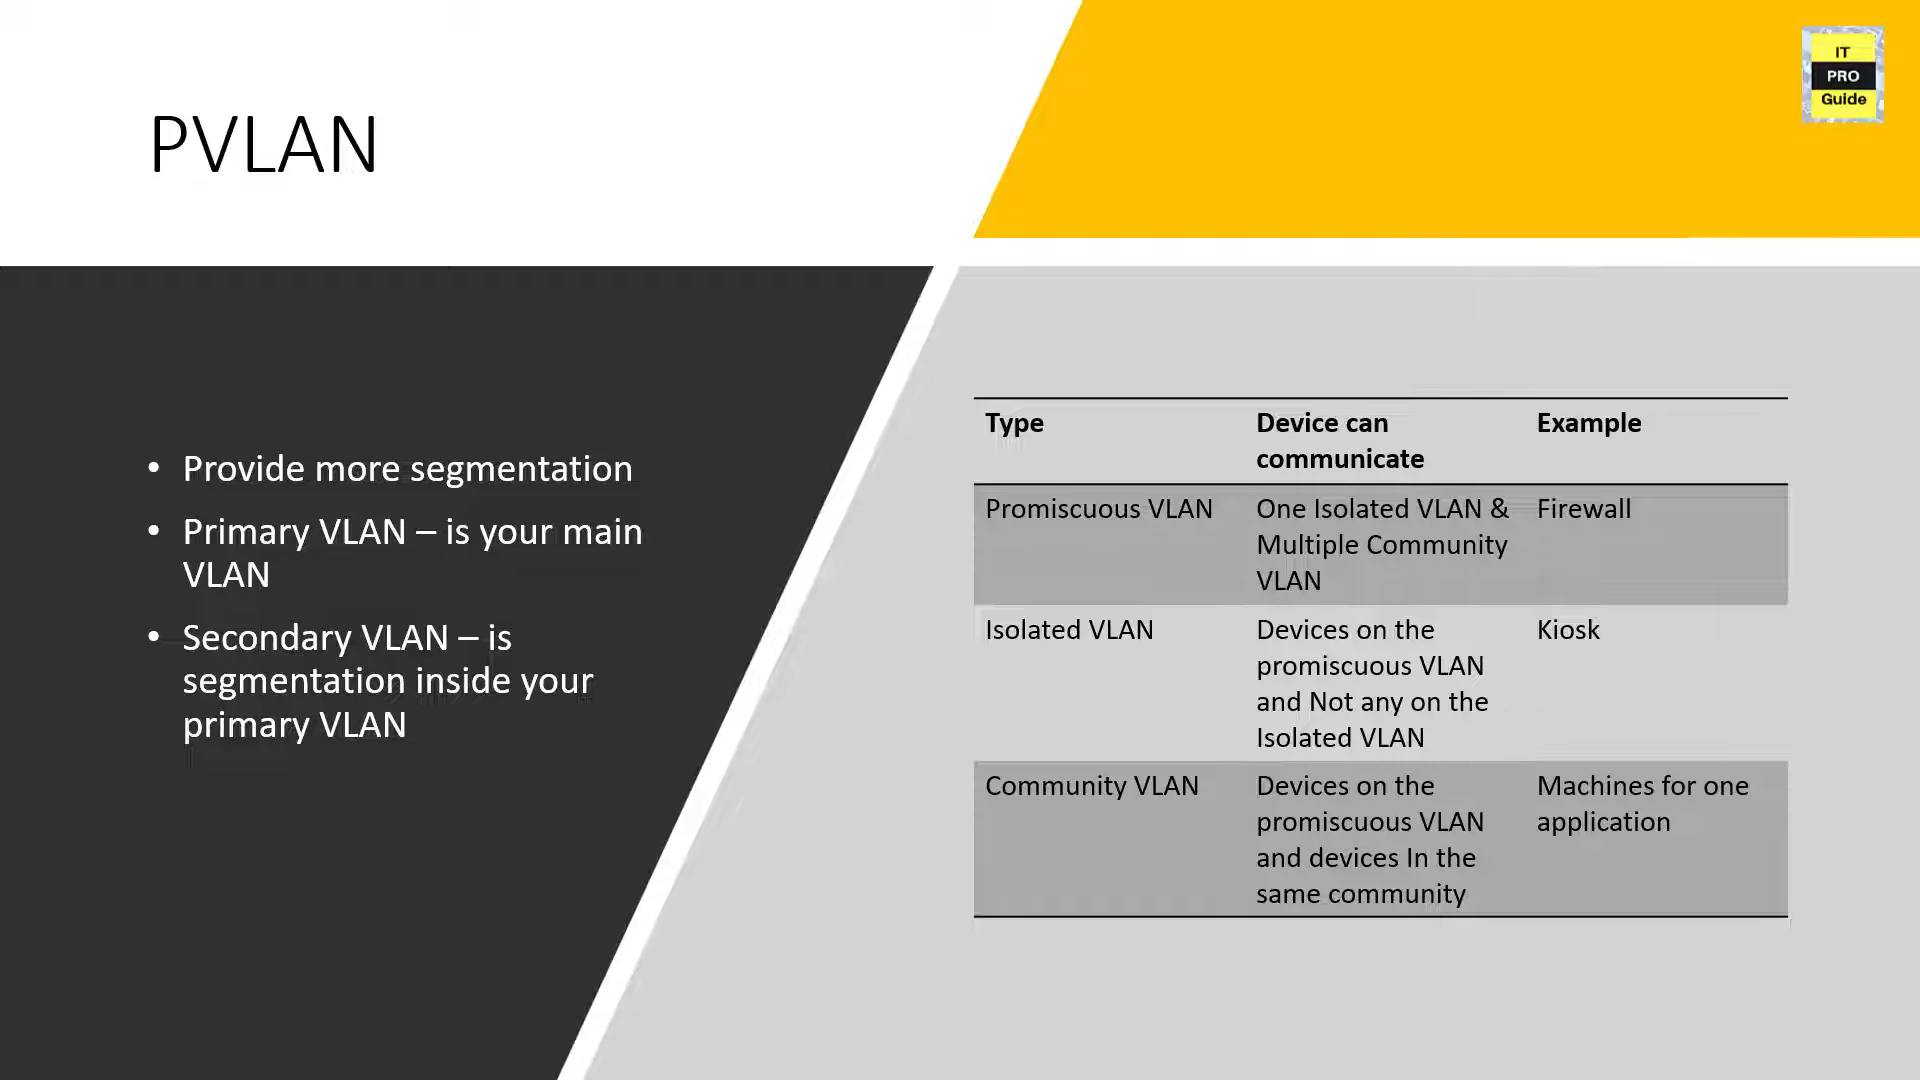 IT
PRO
Guide
PVLAN
• Provide more segmentation
• Primary VLAN – is your main
VLAN
• Secondary VLAN – is
segmentation inside your
primary VLAN
Type
Device can
communicate
Example
Promiscuous VLAN
One Isolated VLAN &
Multiple Community
VLAN
Firewall
Isolated VLAN
Devices on the
promiscuous VLAN
and Not any on the
Isolated VLAN
Kiosk
Community VLAN
Devices on the
promiscuous VLAN
and devices In the
same community
Machines for one
application